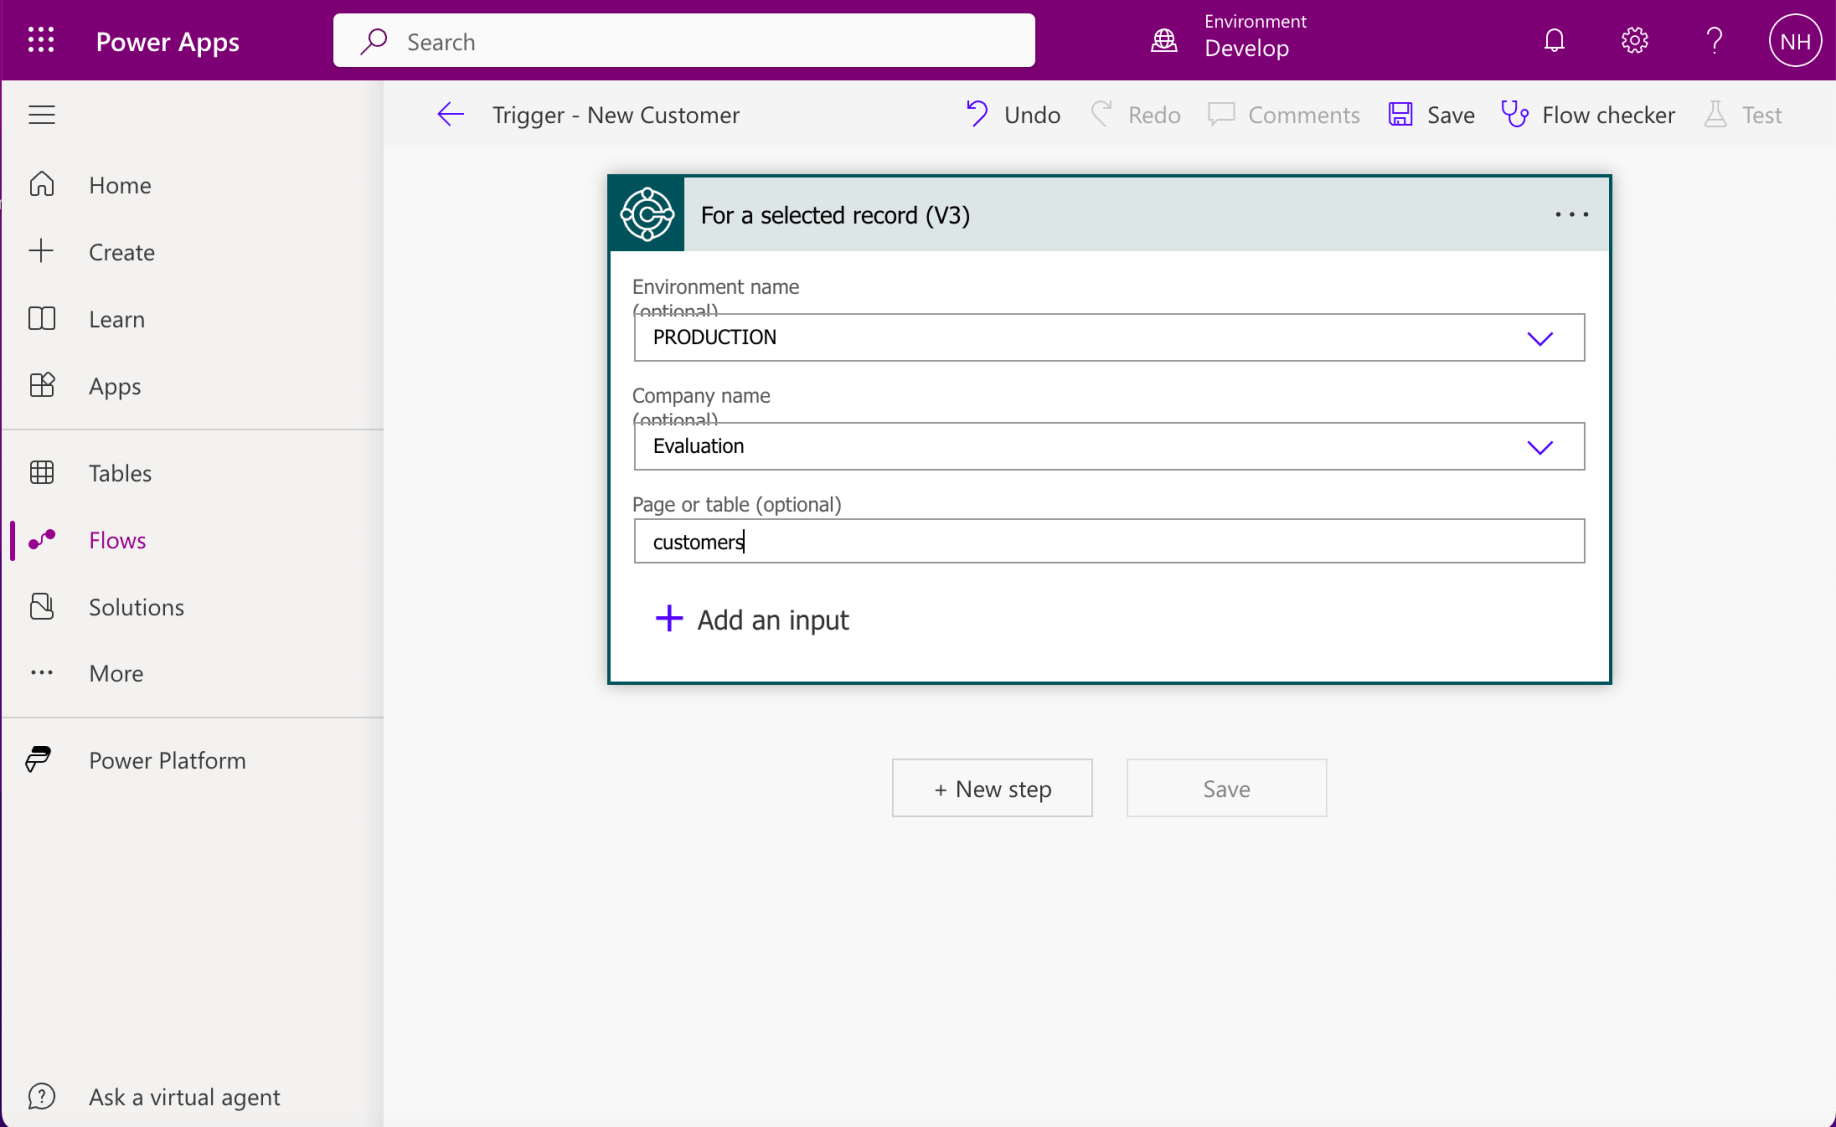 Power Apps
Search
Environment
Develop
?
NH
Trigger - New Customer
Undo
Redo
Comments
Save
Flow checker
Test
Home
Create
Learn
Apps
Tables
Flows
Solutions
More
Power Platform
Ask a virtual agent
For a selected record (V3)
Environment name
(optional)
PRODUCTION
Company name
(optional)
Evaluation
Page or table (optional)
customers
Add an input
+ New step
Save